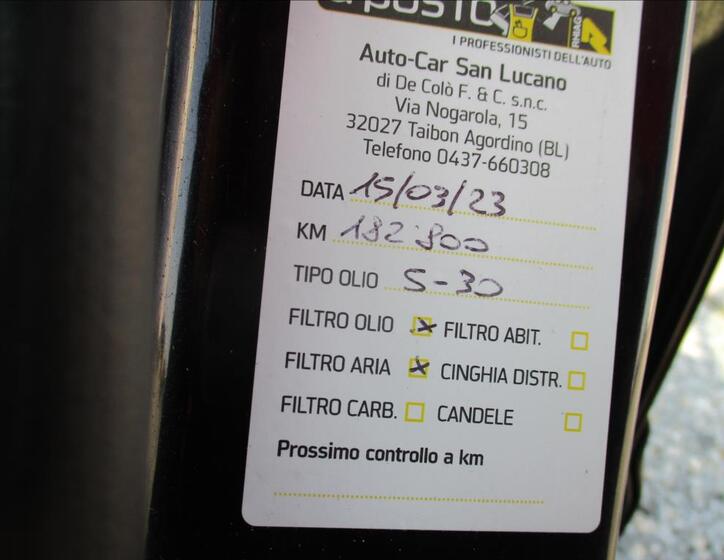 a posto
RHIAG
I PROFESSIONISTI DELL'AUTO
Auto-Car San Lucano
di De Colò F. & C. s.n.c.
Via Nogarola, 15
32027 Taibon Agordino (BL)
Telefono 0437-660308
DATA 15/03/23
KM 182.800
TIPO OLIO 5-30
FILTRO OLIO x FILTRO ABIT.
FILTRO ARIA x CINGHIA DISTR.
FILTRO CARB. CANDELE
Prossimo controllo a km